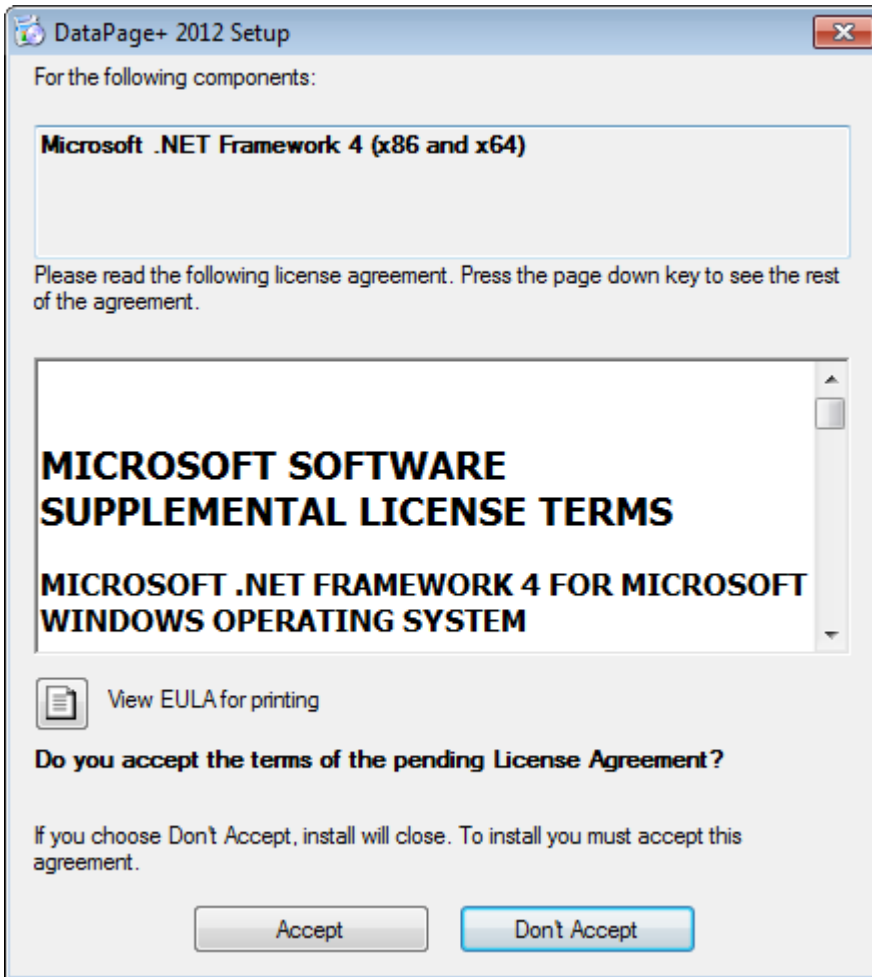 DataPage+ 2012 Setup
For the following components:
Microsoft .NET Framework 4 (x86 and x64)
Please read the following license agreement. Press the page down key to see the rest
of the agreement.
MICROSOFT SOFTWARE
SUPPLEMENTAL LICENSE TERMS
MICROSOFT .NET FRAMEWORK 4 FOR MICROSOFT
WINDOWS OPERATING SYSTEM
View EULA for printing
Do you accept the terms of the pending License Agreement?
If you choose Don't Accept, install will close. To install you must accept this
agreement.
Accept
Don't Accept